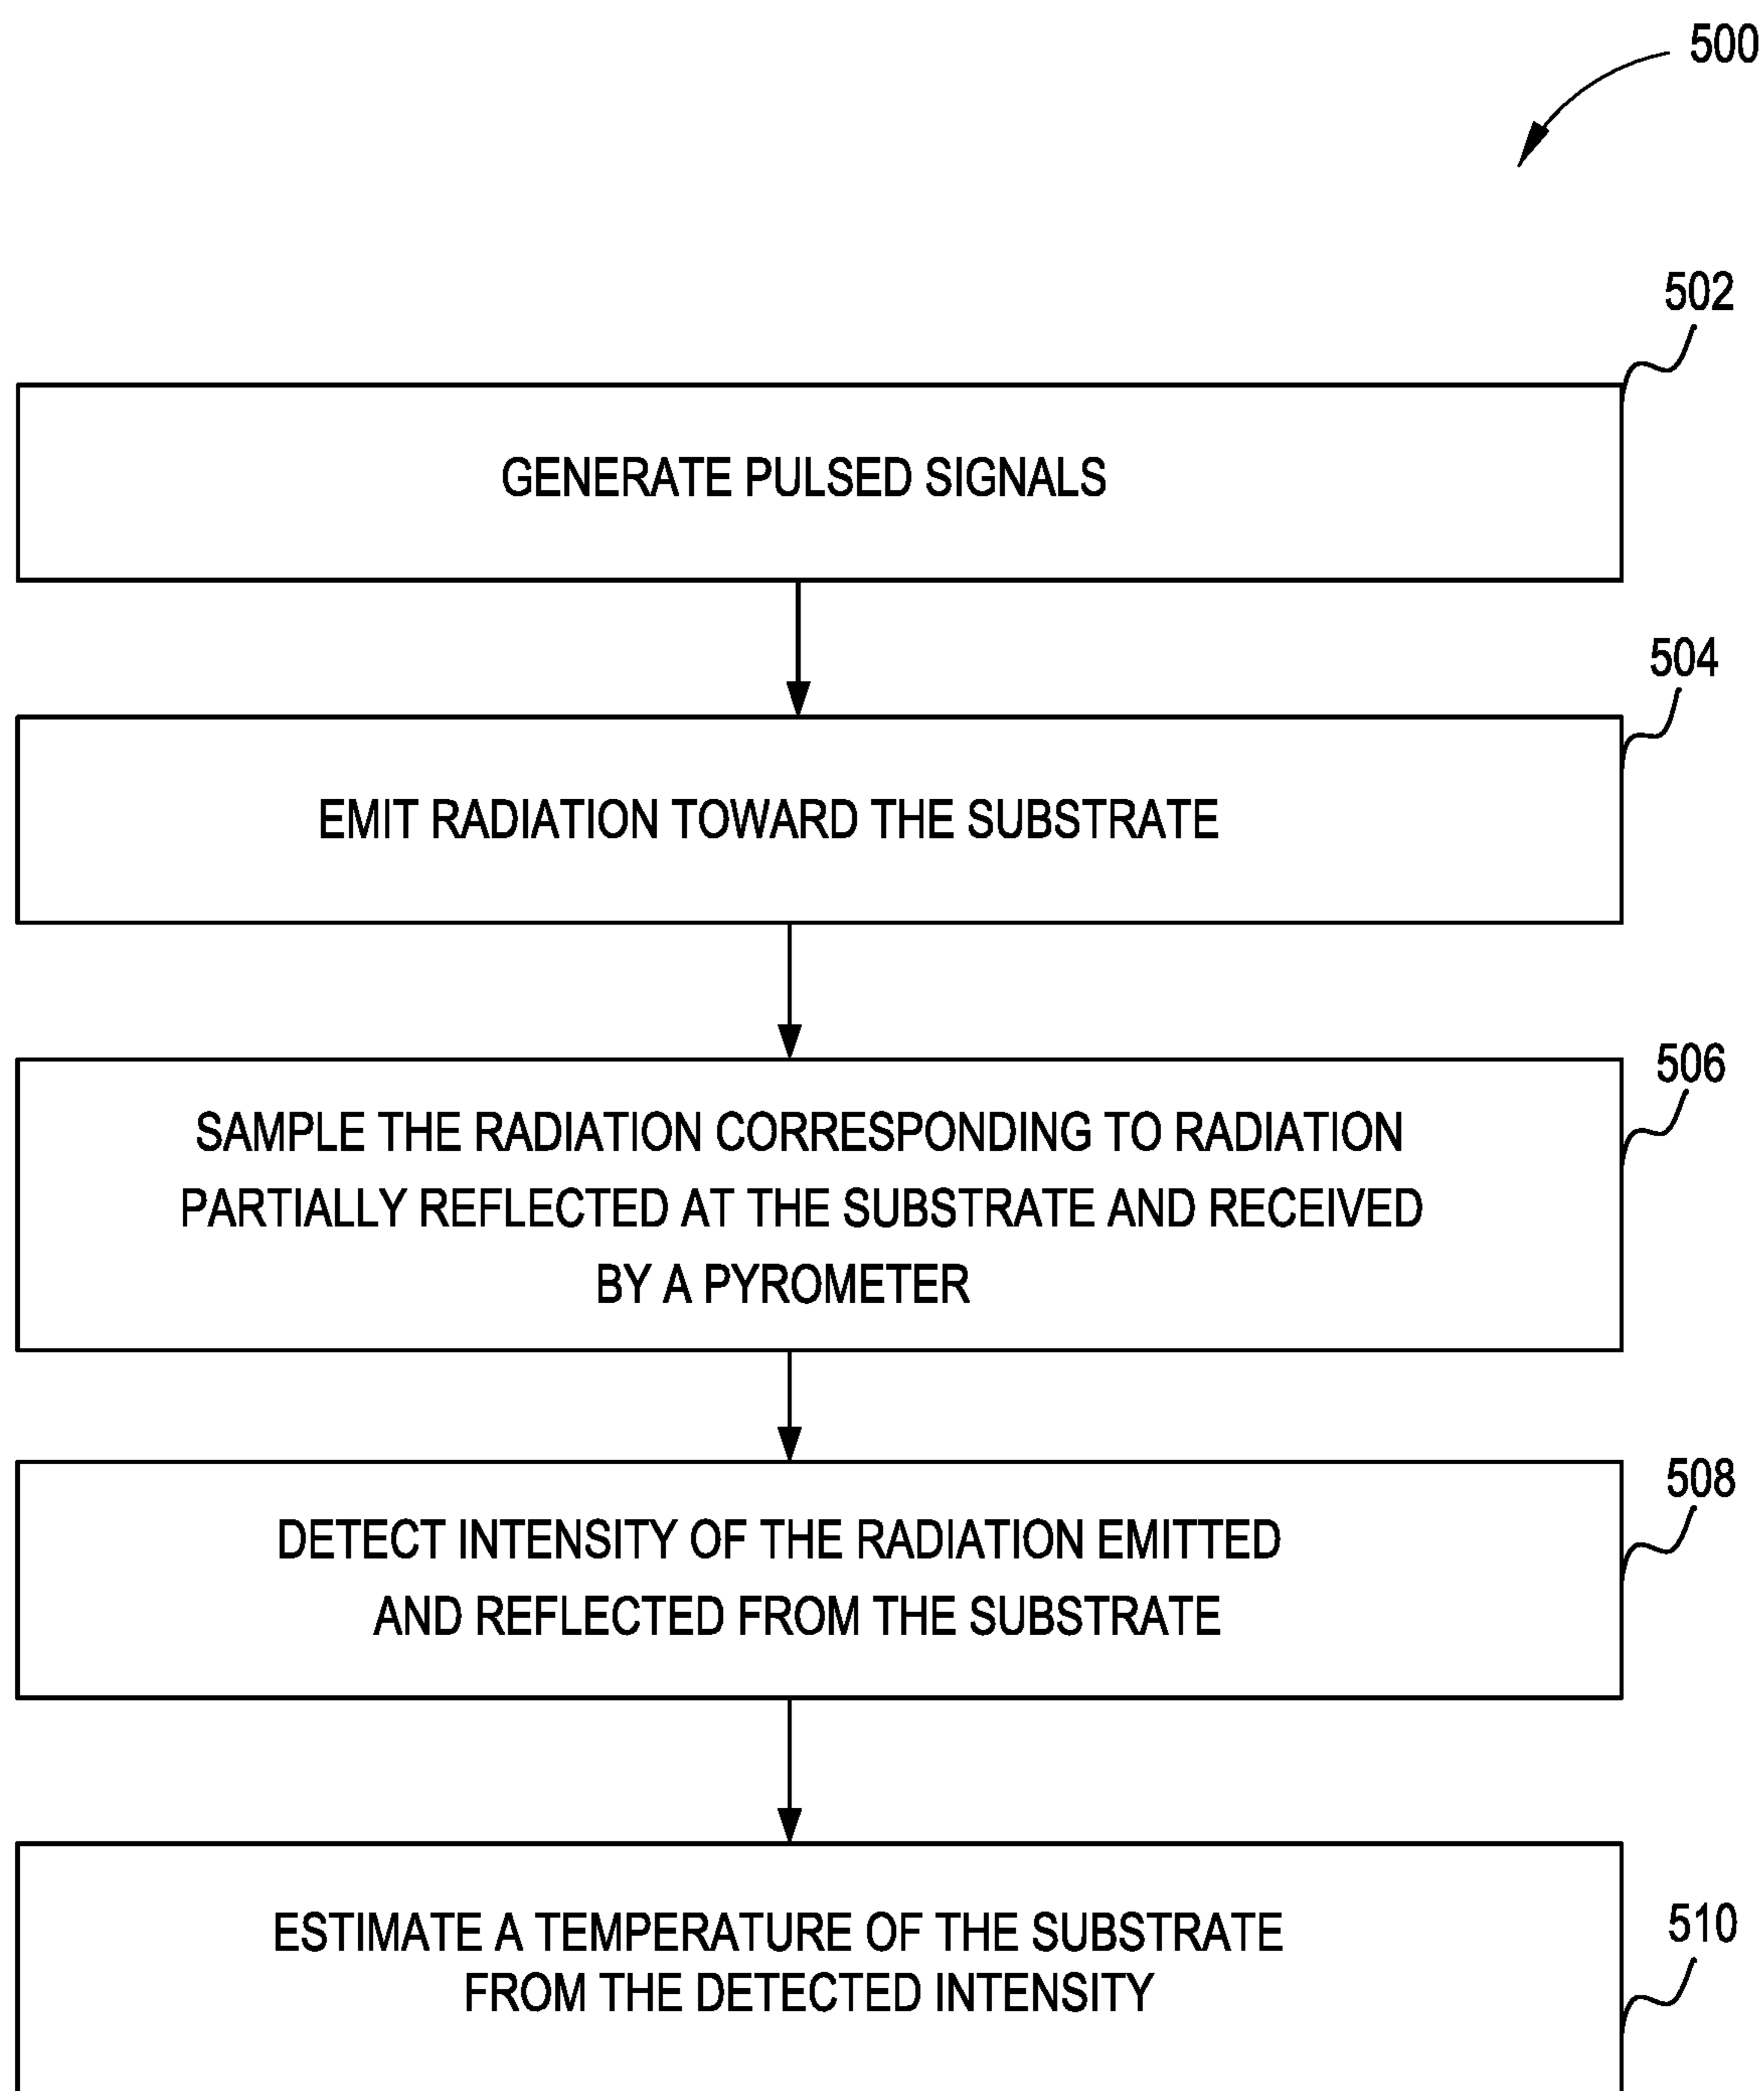 500
502
GENERATE PULSED SIGNALS
504
EMIT RADIATION TOWARD THE SUBSTRATE
506
SAMPLE THE RADIATION CORRESPONDING TO RADIATION
PARTIALLY REFLECTED AT THE SUBSTRATE AND RECEIVED
BY A PYROMETER
508
DETECT INTENSITY OF THE RADIATION EMITTED
AND REFLECTED FROM THE SUBSTRATE
510
ESTIMATE A TEMPERATURE OF THE SUBSTRATE
FROM THE DETECTED INTENSITY